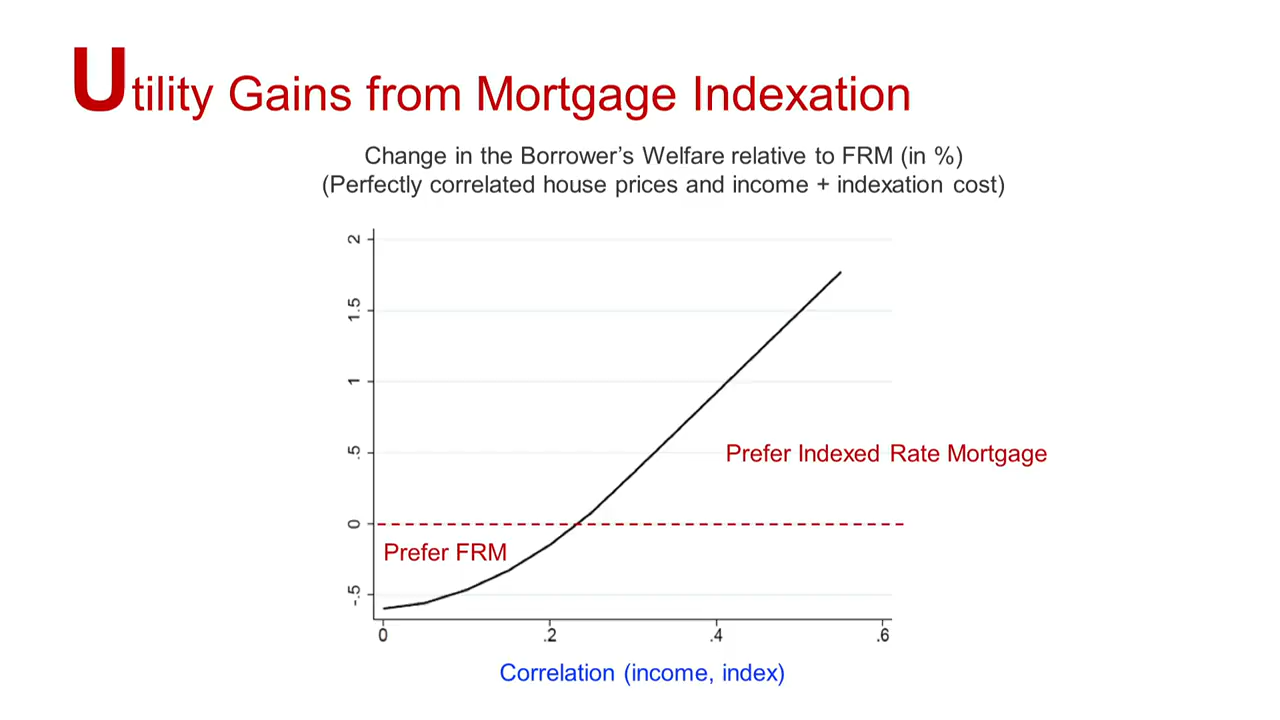 Utility Gains from Mortgage Indexation
Change in the Borrower’s Welfare relative to FRM (in %)
(Perfectly correlated house prices and income + indexation cost)
2
1.5
1
.5
Prefer Indexed Rate Mortgage
0
Prefer FRM
-.5
0 .2 .4 .6
Correlation (income, index)